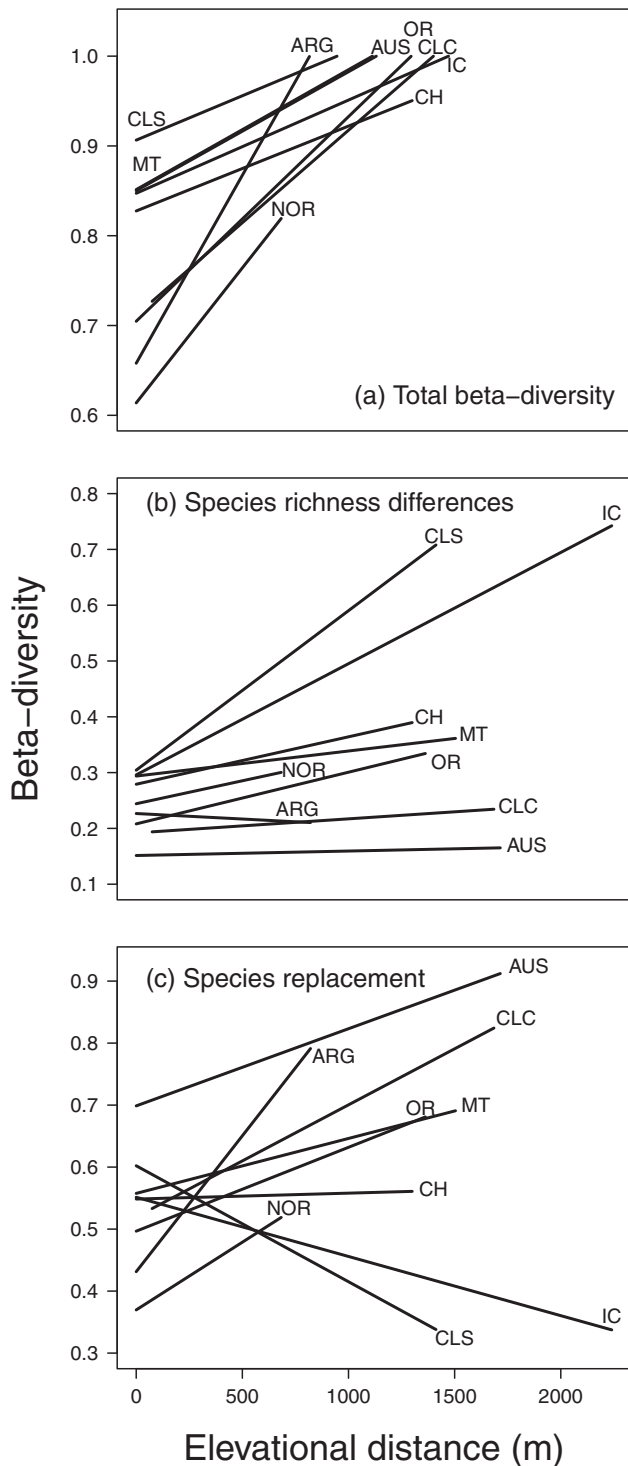 OR
ARG AUS CLC
IC
1.0
CH
CLS
0.9
MT
0.8
NOR
0.7
(a) Total beta−diversity
0.6
0.8
(b) Species richness differences
IC
CLS
0.7
0.6
0.5
0.4
CH
MT
OR
0.3
NOR
0.2
ARG
CLC
AUS
0.1
Beta−diversity
0.9
(c) Species replacement
AUS
CLC
0.8
ARG
0.7
OR MT
0.6
CH
0.5
NOR
0.4
IC
CLS
0.3
0 500 1000 1500 2000
Elevational distance (m)